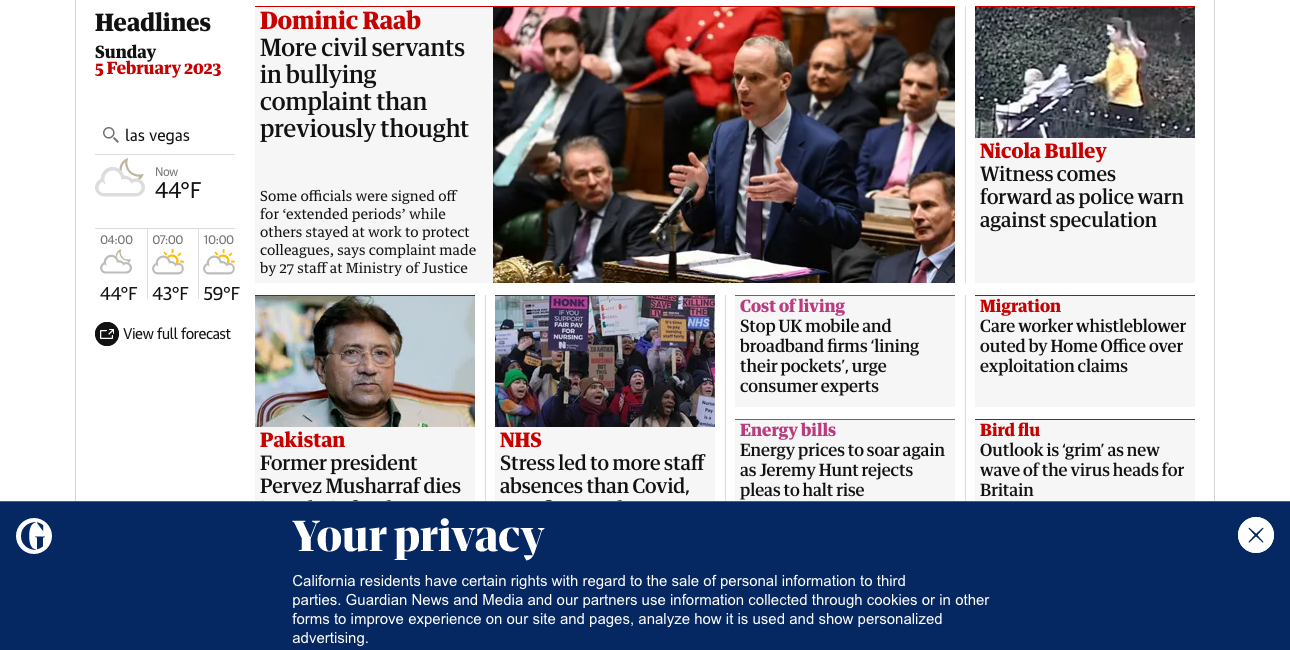 Headlines
Sunday
5 February 2023
las vegas
Now
44°F
04:00
07:00
10:00
44°F
43°F
59°F
View full forecast
Dominic Raab
More civil servants
in bullying
complaint than
previously thought
Some officials were signed off
for ‘extended periods’ while
others stayed at work to protect
colleagues, says complaint made
by 27 staff at Ministry of Justice
Nicola Bulley
Witness comes
forward as police warn
against speculation
Pakistan
Former president
Pervez Musharraf dies
HONK
IF YOU
SUPPORT
FAIR PAY
FOR
NURSING
KILLING
THE
NHS
NHS
Stress led to more staff
absences than Covid,
Cost of living
Stop UK mobile and
broadband firms ‘lining
their pockets’, urge
consumer experts
Energy bills
Energy prices to soar again
as Jeremy Hunt rejects
pleas to halt rise
Migration
Care worker whistleblower
outed by Home Office over
exploitation claims
Bird flu
Outlook is ‘grim’ as new
wave of the virus heads for
Britain
Your privacy
California residents have certain rights with regard to the sale of personal information to third
parties. Guardian News and Media and our partners use information collected through cookies or in other
forms to improve experience on our site and pages, analyze how it is used and show personalized
advertising.